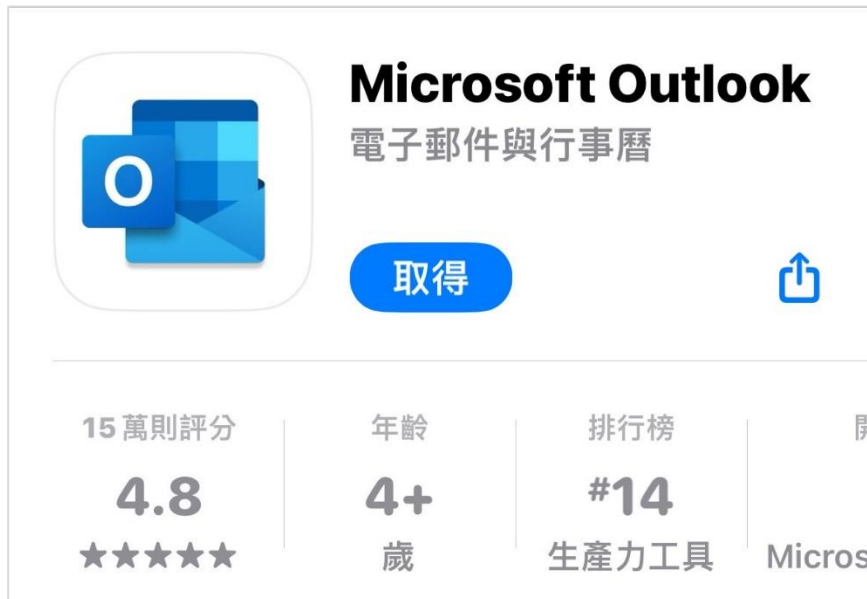 Microsoft Outlook
電子郵件與行事曆
O
取得
15 萬則評分
4.8
年齡
4+
歲
排行榜
#14
生產力工具
Micros